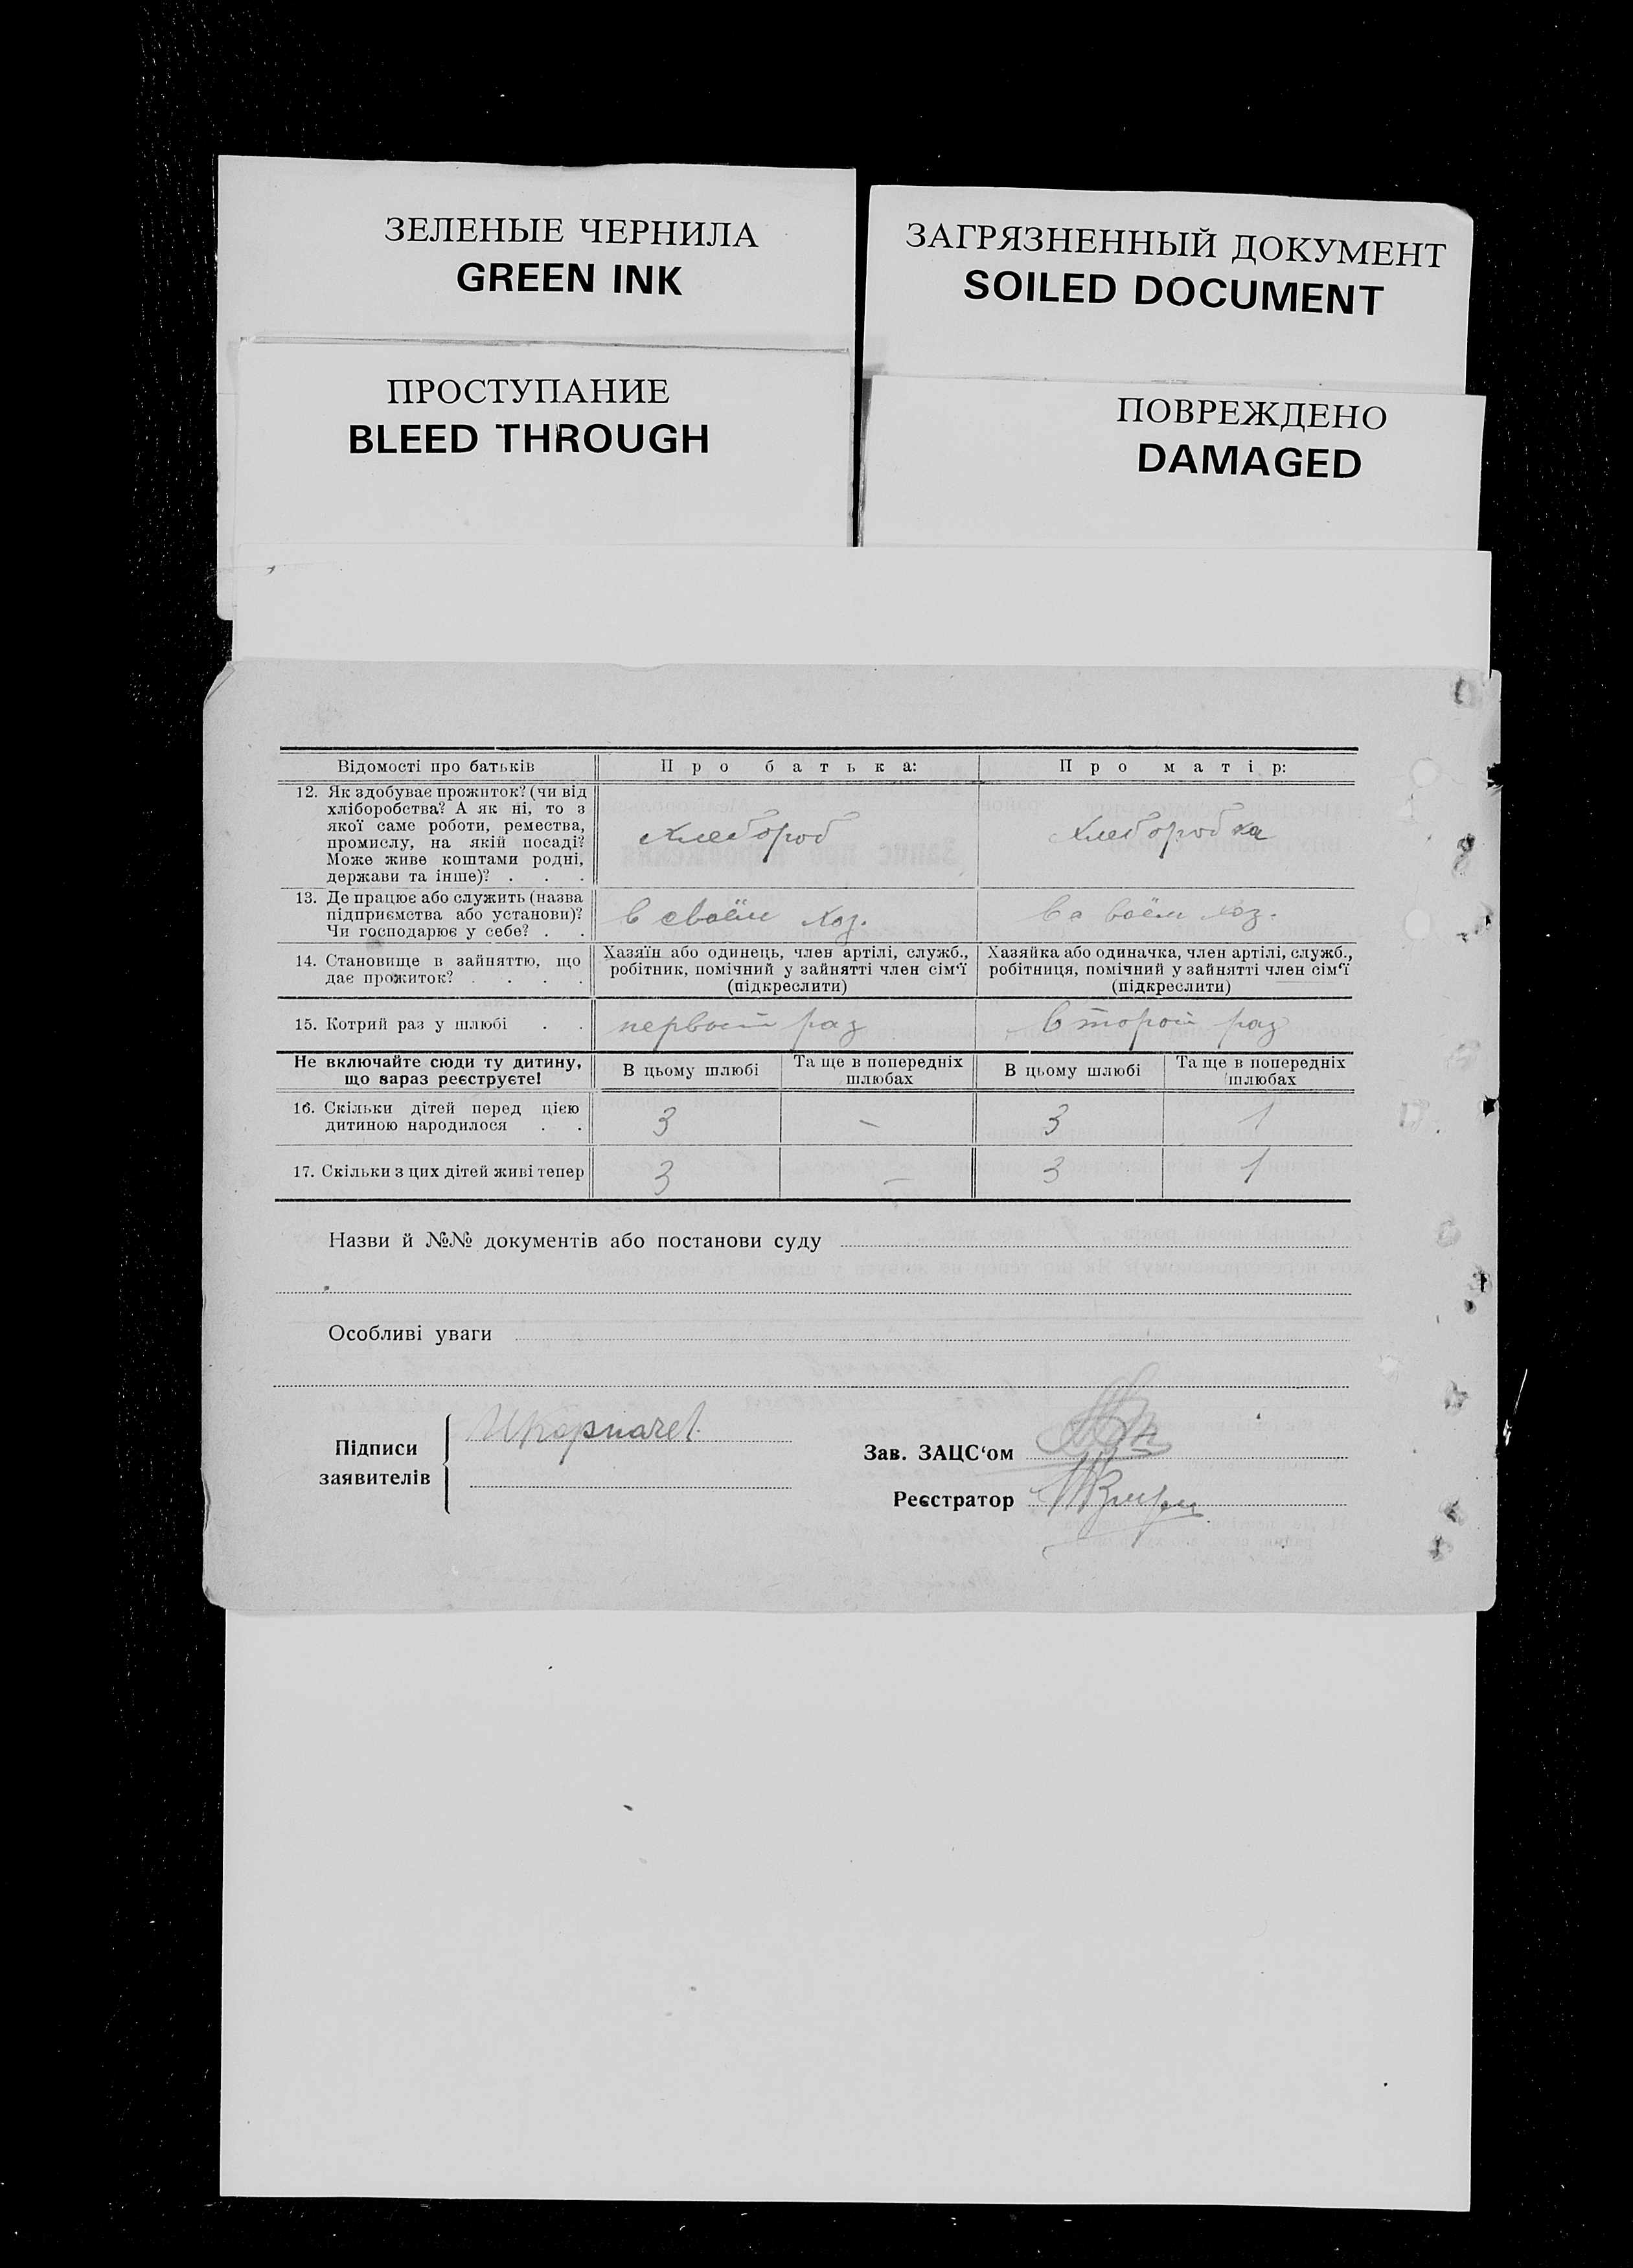 ЗЕЛЕНЫЕ ЧЕРНИЛА
GREEN INK
ЗАГРЯЗНЕННЫЙ ДОКУМЕНТ
SOILED DOCUMENT
ПРОСТУПАНИЕ
BLEED THROUGH
ПОВРЕЖДЕНО
DAMAGED
Відомості про батьків
Про батька:
Про матір:
12. Як здобуває прожиток? (чи від
хліборобства? А як ні, то з
якої саме роботи, ремества,
промислу, на якій посаді?
Може живе коштами родні,
держави та інше)? . . .
хлебороб
хлеборобка
13. Де працює або служить (назва
підприємства або установи)?
Чи господарює у себе? . .
в своём хоз.
в своём хоз.
14. Становище в зайняттю, що
дає прожиток? . . . .
Хазяїн або одинець, член артілі, служб.,
робітник, помічний у зайнятті член сім'ї
(підкреслити)
Хазяйка або одиначка, член артілі, служб.,
робітниця, помічний у зайнятті член сім'ї
(підкреслити)
15. Котрий раз у шлюбі . .
первой раз
второй раз
Не включайте сюди ту дитину,
що зараз реєструєте!
В цьому шлюбі
Та ще в попередніх
шлюбах
В цьому шлюбі
Та ще в попередніх
шлюбах
16. Скільки дітей перед цією
дитиною народилося . .
3
—
3
1
17. Скільки з цих дітей живі тепер
3
—
3
1
Назви й №№ документів або постанови суду
Особливі уваги
Підписи
заявителів
Зав. ЗАЦС‘ом
Реєстратор